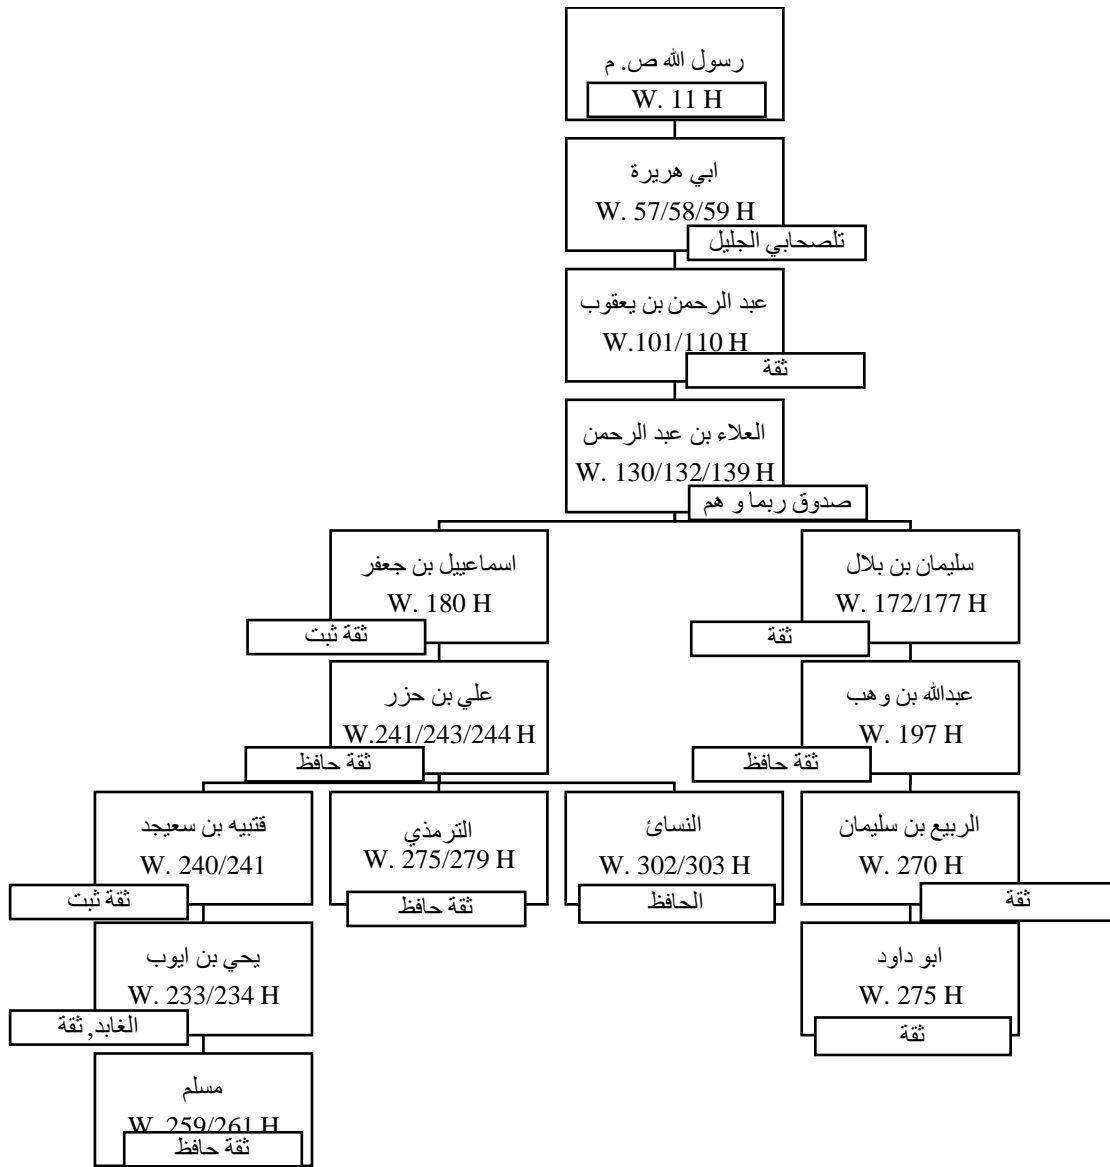 رسول الله ص. م
W. 11 H
ابي هريرة
W. 57/58/59 H
تلصحابي الجليل
عبد الرحمن بن يعقوب
W.101/110 H
ثقة
العلاء بن عبد الرحمن
W. 130/132/139 H
صدوق ربما و هم
اسماعييل بن جعفر
W. 180 H
ثقة ثبت
سليمان بن بلال
W. 172/177 H
ثقة
علي بن حزر
W.241/243/244 H
ثقة حافظ
عبدالله بن وهب
W. 197 H
ثقة حافظ
قتبيه بن سعيجد
W. 240/241
ثقة ثبت
الترمذي
W. 275/279 H
ثقة حافظ
النسائ
W. 302/303 H
الحافظ
الربيع بن سليمان
W. 270 H
ثقة
يحي بن ايوب
W. 233/234 H
الغابد, ثقة
ابو داود
W. 275 H
ثقة
مسلم
W. 259/261 H
ثقة حافظ